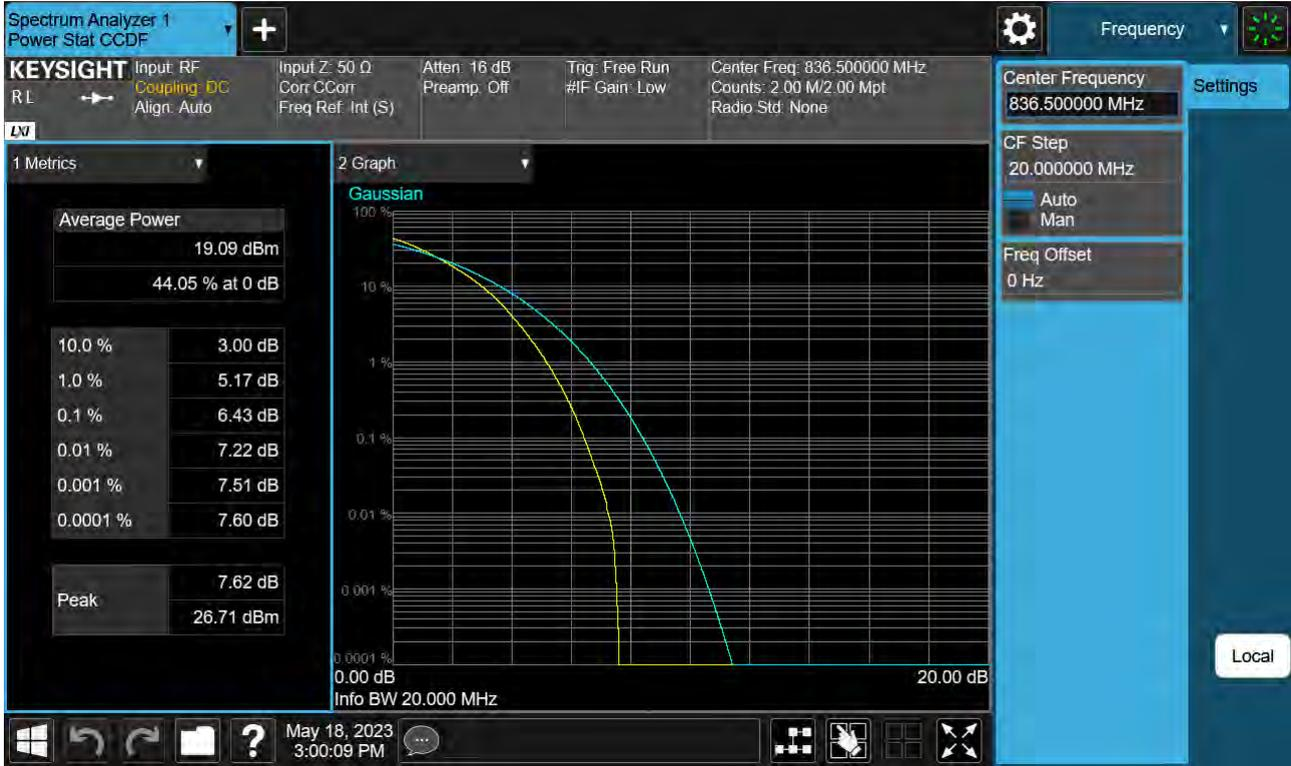 Spectrum Analyzer 1
Power Stat CCDF
Frequency
KEYSIGHT
R L
LXI
Input: RF
Coupling: DC
Align: Auto
Input Z: 50 Ω
Corr CCorr
Freq Ref: Int (S)
Atten: 16 dB
Preamp: Off
Trig: Free Run
#IF Gain: Low
Center Freq: 836.500000 MHz
Counts: 2.00 M/2.00 Mpt
Radio Std: None
Center Frequency
836.500000 MHz
Settings
CF Step
20.000000 MHz
Auto
Man
Freq Offset
0 Hz
Local
1 Metrics
Average Power
19.09 dBm
44.05 % at 0 dB
10.0 % 3.00 dB
1.0 % 5.17 dB
0.1 % 6.43 dB
0.01 % 7.22 dB
0.001 % 7.51 dB
0.0001 % 7.60 dB
Peak
7.62 dB
26.71 dBm
2 Graph
Gaussian
100 %
10 %
1 %
0.1 %
0.01 %
0.001 %
0.0001 %
0.00 dB 20.00 dB
Info BW 20.000 MHz
?
May 18, 2023
3:00:09 PM